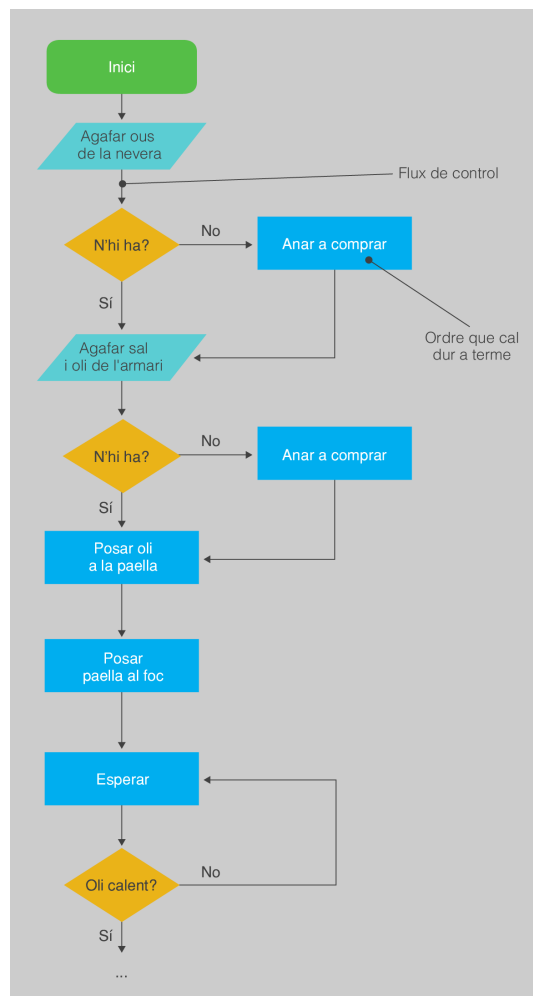 Inici
Agafar ous
de la nevera
Flux de control
N'hi ha?
No
Anar a comprar
Sí
Ordre que cal
dur a terme
Agafar sal
i oli de l'armari
N'hi ha?
No
Anar a comprar
Sí
Posar oli
a la paella
Posar
paella al foc
Esperar
Oli calent?
No
Sí
...